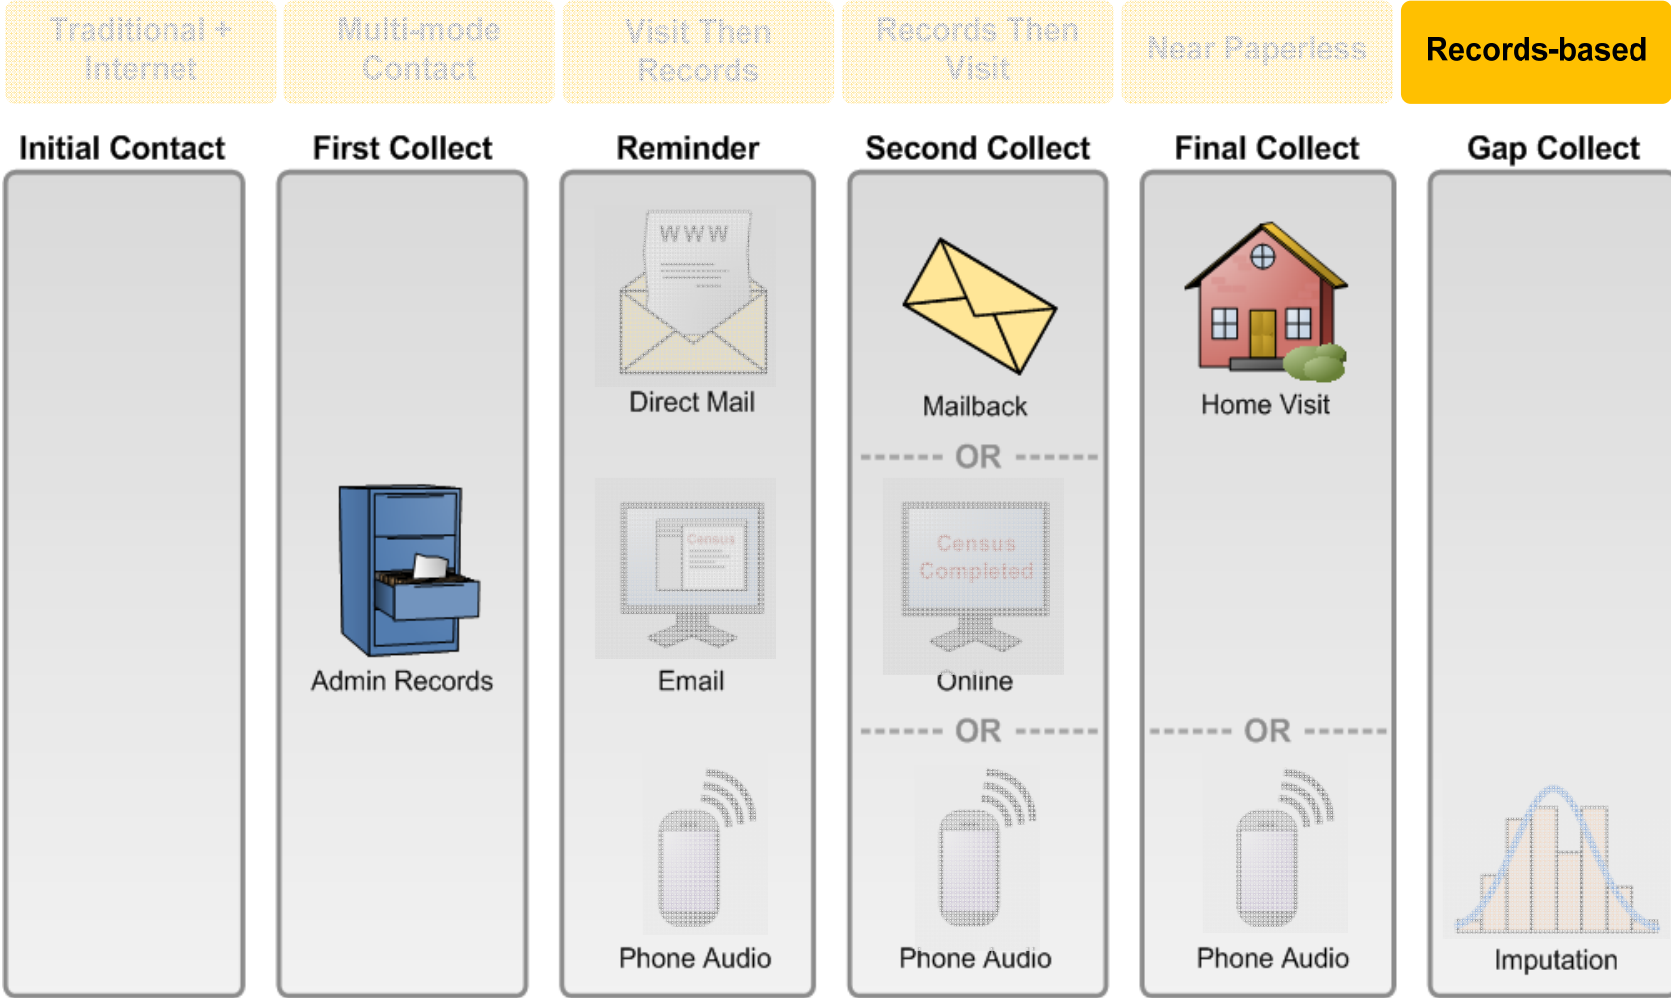 Traditional +
Internet
Multi-mode
Contact
Visit Then
Records
Records Then
Visit
Near Paperless
Records-based
Initial Contact
First Collect
Reminder
Second Collect
Final Collect
Gap Collect
WWW
Direct Mail
Mailback
Home Visit
OR
Census
Census
Completed
Admin Records
Email
Online
OR
OR
Phone Audio
Phone Audio
Phone Audio
Imputation